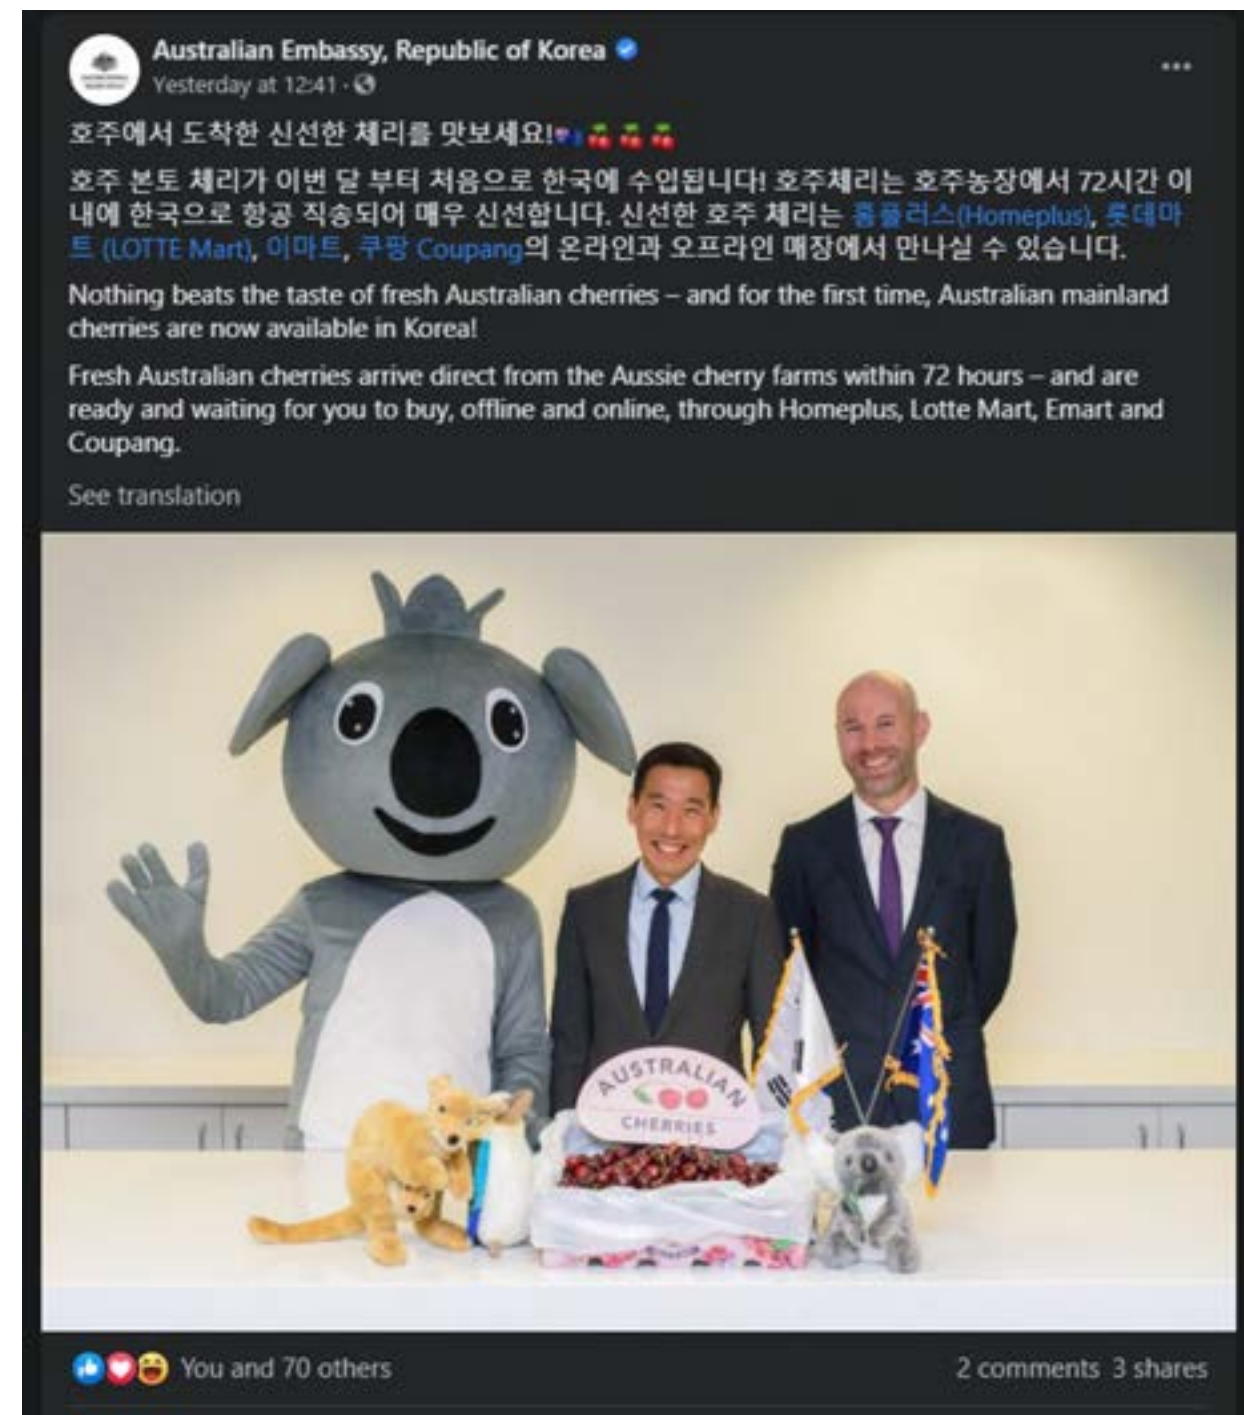 Australian Embassy, Republic of Korea
Yesterday at 12:41 ·
호주에서 도착한 신선한 체리를 맛보세요!🇦🇺🍒🍒🍒
호주 본토 체리가 이번 달 부터 처음으로 한국에 수입됩니다! 호주체리는 호주농장에서 72시간 이
내에 한국으로 항공 직송되어 매우 신선합니다. 신선한 호주 체리는 홈플러스(Homeplus), 롯데마
트 (LOTTE Mart), 이마트, 쿠팡 Coupang의 온라인과 오프라인 매장에서 만나실 수 있습니다.
Nothing beats the taste of fresh Australian cherries – and for the first time, Australian mainland
cherries are now available in Korea!
Fresh Australian cherries arrive direct from the Aussie cherry farms within 72 hours – and are
ready and waiting for you to buy, offline and online, through Homeplus, Lotte Mart, Emart and
Coupang.
See translation
AUSTRALIAN
CHERRIES
You and 70 others
2 comments 3 shares